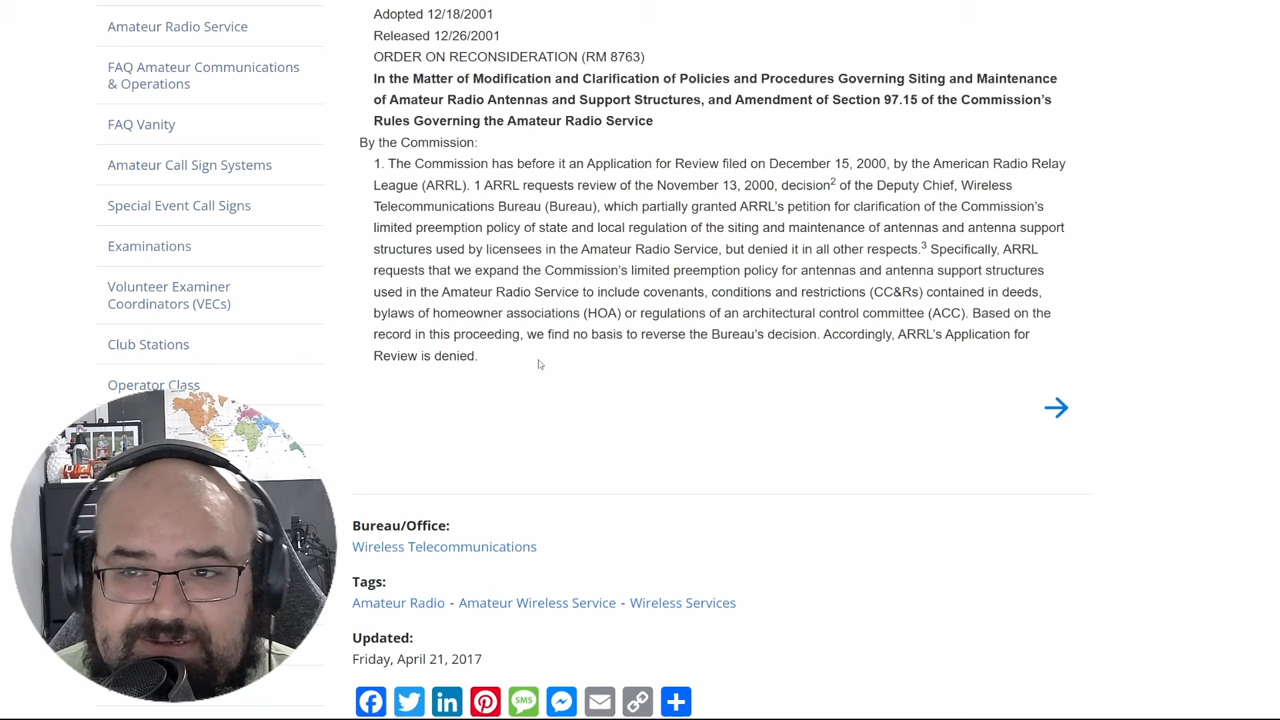 Amateur Radio Service
FAQ Amateur Communications
& Operations
FAQ Vanity
Amateur Call Sign Systems
Special Event Call Signs
Examinations
Volunteer Examiner
Coordinators (VECs)
Club Stations
Operator Class
Adopted 12/18/2001
Released 12/26/2001
ORDER ON RECONSIDERATION (RM 8763)
In the Matter of Modification and Clarification of Policies and Procedures Governing Siting and Maintenance
of Amateur Radio Antennas and Support Structures, and Amendment of Section 97.15 of the Commission's
Rules Governing the Amateur Radio Service
By the Commission:
1. The Commission has before it an Application for Review filed on December 15, 2000, by the American Radio Relay
League (ARRL). 1 ARRL requests review of the November 13, 2000, decision2 of the Deputy Chief, Wireless
Telecommunications Bureau (Bureau), which partially granted ARRL's petition for clarification of the Commission's
limited preemption policy of state and local regulation of the siting and maintenance of antennas and antenna support
structures used by licensees in the Amateur Radio Service, but denied it in all other respects.3 Specifically, ARRL
requests that we expand the Commission's limited preemption policy for antennas and antenna support structures
used in the Amateur Radio Service to include covenants, conditions and restrictions (CC&Rs) contained in deeds,
bylaws of homeowner associations (HOA) or regulations of an architectural control committee (ACC). Based on the
record in this proceeding, we find no basis to reverse the Bureau's decision. Accordingly, ARRL's Application for
Review is denied.
Bureau/Office:
Wireless Telecommunications
Tags:
Amateur Radio - Amateur Wireless Service - Wireless Services
Updated:
Friday, April 21, 2017
SMS